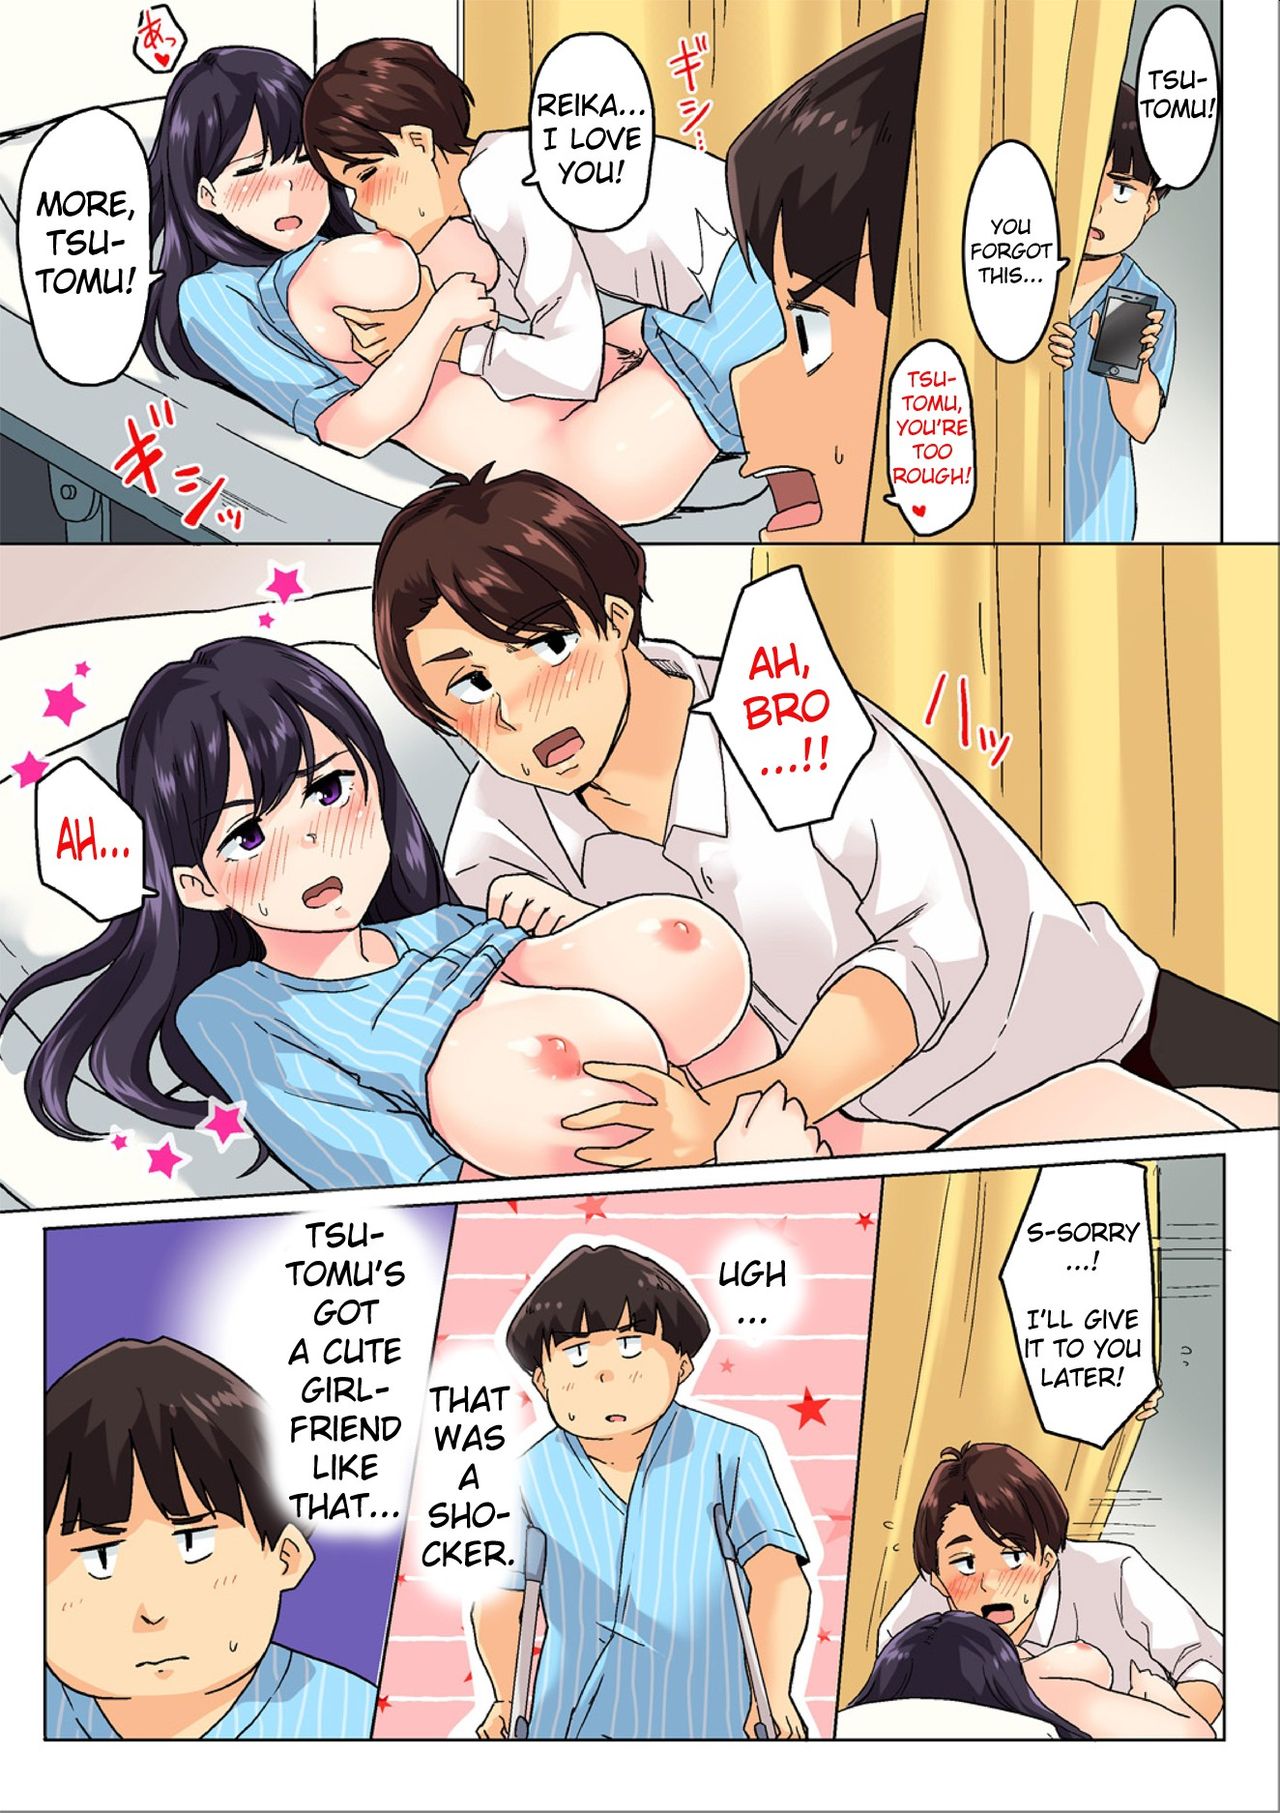 TSU-
TOMU!
YOU
FORGOT
THIS...
TSU-
TOMU,
YOU'RE
TOO
ROUGH!
♥
REIKA...
I LOVE
YOU!
ギシ…
あっ♥
MORE,
TSU-
TOMU!
ギシッ
AH,
BRO
...!!
ハッ
AH...
S-SORRY
...!
I'LL GIVE
IT TO YOU
LATER!
UGH
...
THAT
WAS
A
SHO-
CKER.
TSU-
TOMU'S
GOT
A CUTE
GIRL-
FRIEND
LIKE
THAT...